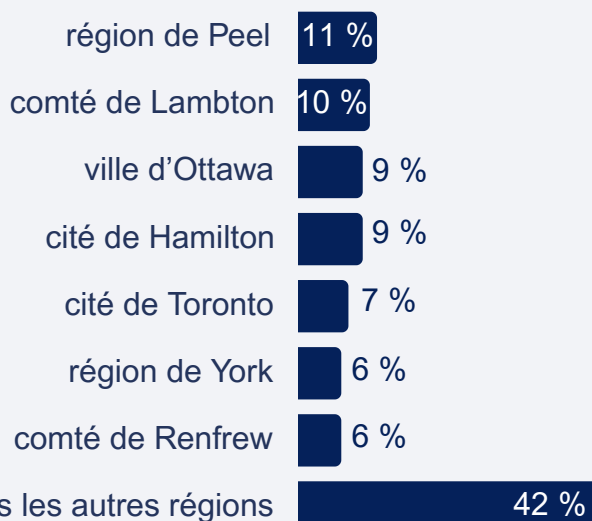 région de Peel 11 %
comté de Lambton 10 %
ville d’Ottawa 9 %
cité de Hamilton 9 %
cité de Toronto 7 %
région de York 6 %
comté de Renfrew 6 %
les autres régions 42 %